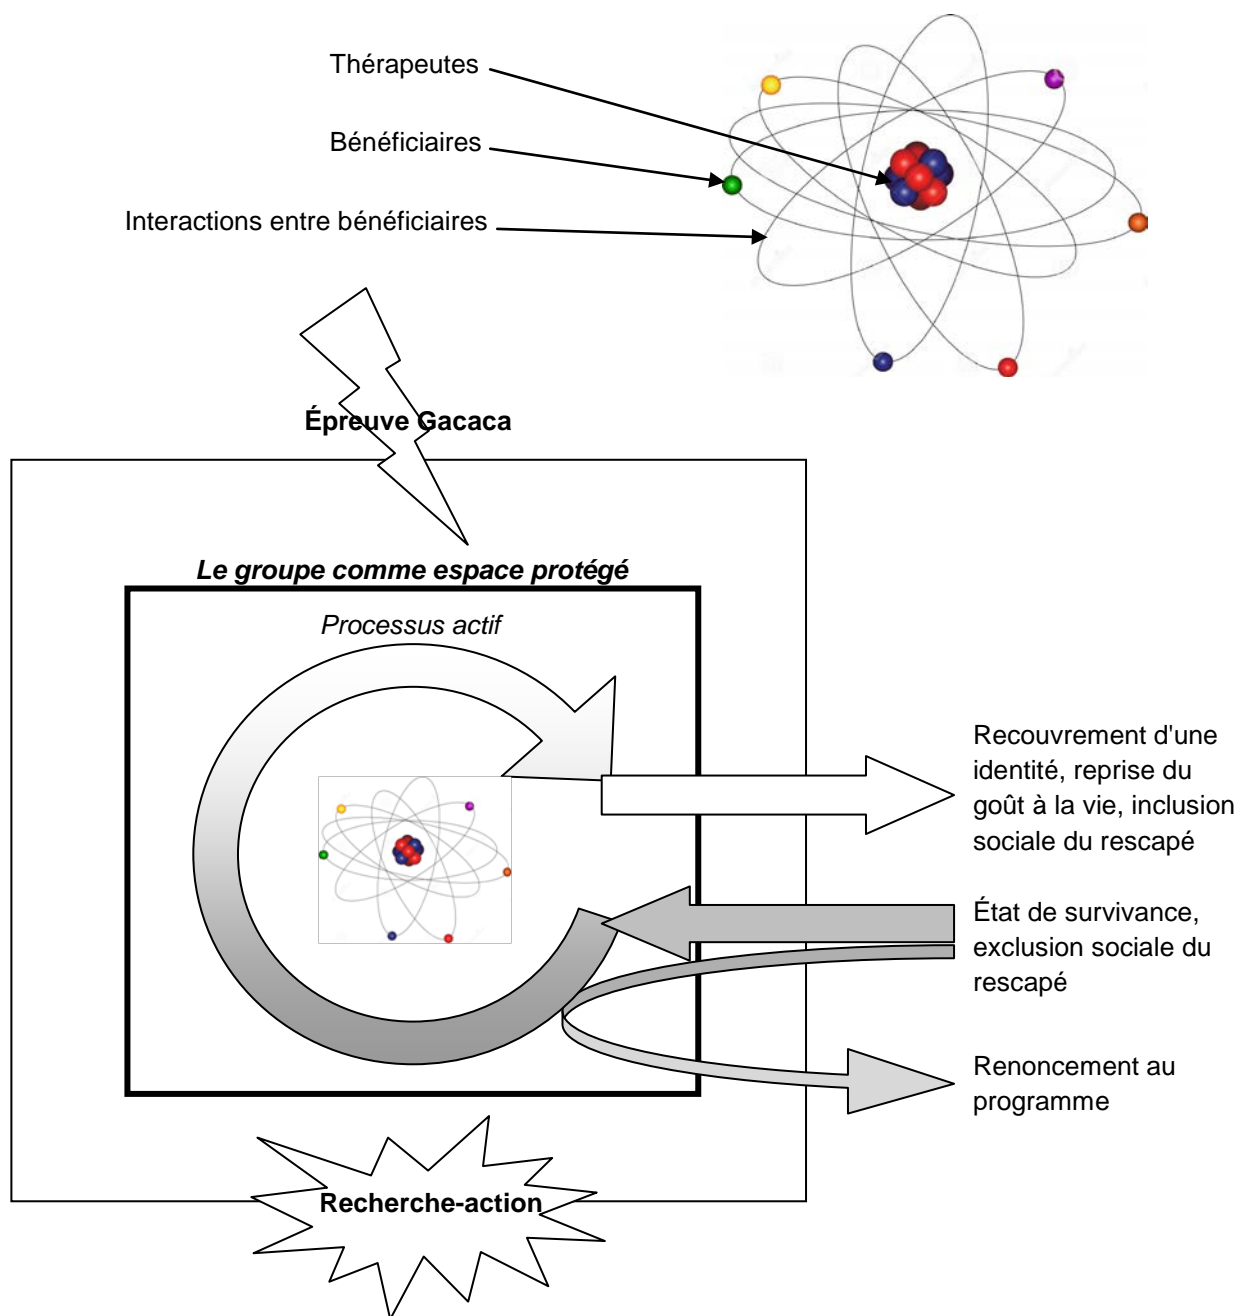 Thérapeutes
Bénéficiaires
Interactions entre bénéficiaires
Épreuve Gacaca
Le groupe comme espace protégé
Processus actif
Recouvrement d'une
identité, reprise du
goût à la vie, inclusion
sociale du rescapé
État de survivance,
exclusion sociale du
rescapé
Renoncement au
programme
Recherche-action